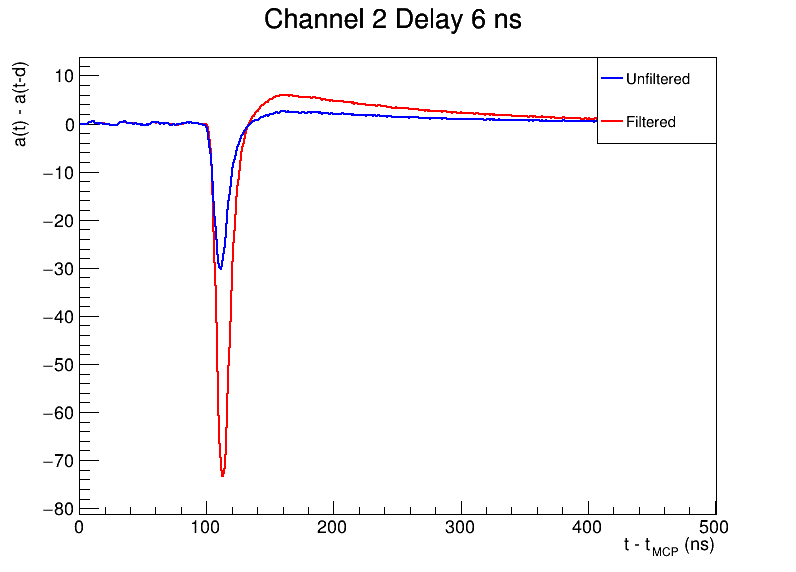 Channel 2 Delay 6 ns
a(t) - a(t-d)
10
0
−10
−20
−30
−40
−50
−60
−70
−80
Unfiltered
Filtered
0 100 200 300 400 500
t - tMCP (ns)